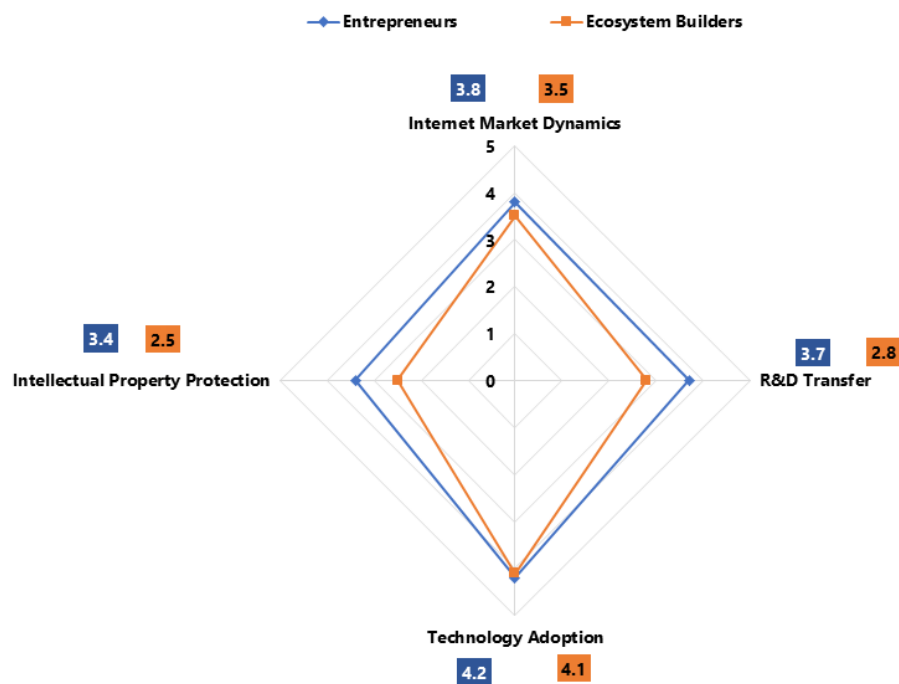 Entrepreneurs Ecosystem Builders
3.8 3.5
Internet Market Dynamics
5
4
3
2
1
0
3.4 2.5
Intellectual Property Protection
3.7 2.8
R&D Transfer
Technology Adoption
4.2 4.1